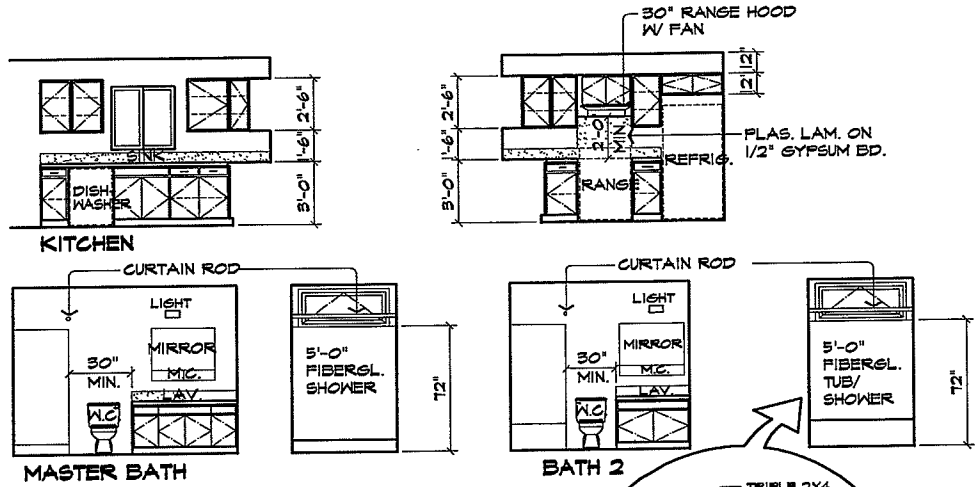 30" RANGE HOOD
W/ FAN
12"
2'
2'-6"
1'-6"
3'-0"
SINK
DISH-
WASHER
2'-6"
1'-6"
3'-0"
2'-0
MIN
PLAS. LAM. ON
1/2" GYPSUM BD.
REFRIG.
RANGE
KITCHEN
CURTAIN ROD
LIGHT
MIRROR
30"
MIN.
M.C.
LAV.
W.C.
5'-0"
FIBERGL.
SHOWER
72"
MASTER BATH
CURTAIN ROD
LIGHT
MIRROR
30"
MIN.
M.C.
LAV.
W.C.
5'-0"
FIBERGL.
TUB/
SHOWER
72"
BATH 2
TRIPLE 2X4